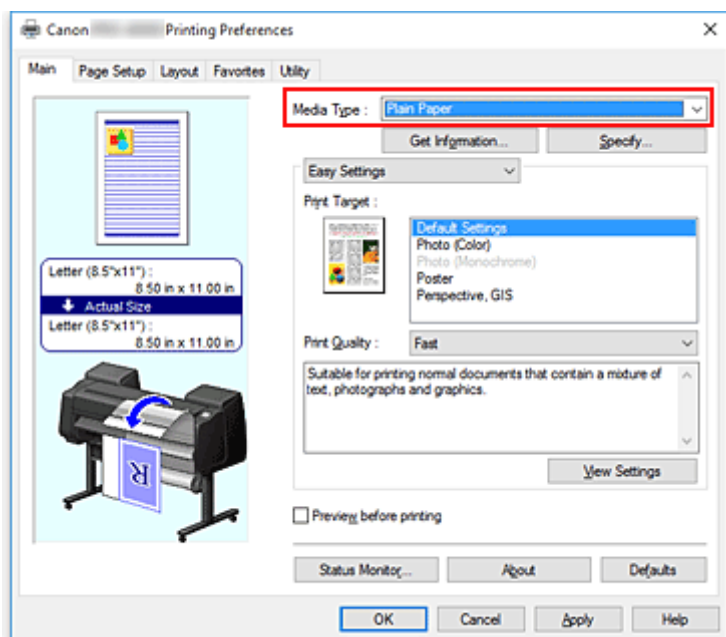 Canon Printing Preferences
Main Page Setup Layout Favorites Utility
Media Type : Plain Paper
Get Information... Specify...
Easy Settings
Print Target :
Default Settings
Photo (Color)
Photo (Monochrome)
Poster
Perspective, GIS
Letter (8.5"x11") :
8.50 in x 11.00 in
Actual Size
Letter (8.5"x11") :
8.50 in x 11.00 in
Print Quality : Fast
Suitable for printing normal documents that contain a mixture of
text, photographs and graphics.
R
View Settings
Preview before printing
Status Monitor... About Defaults
OK Cancel Apply Help